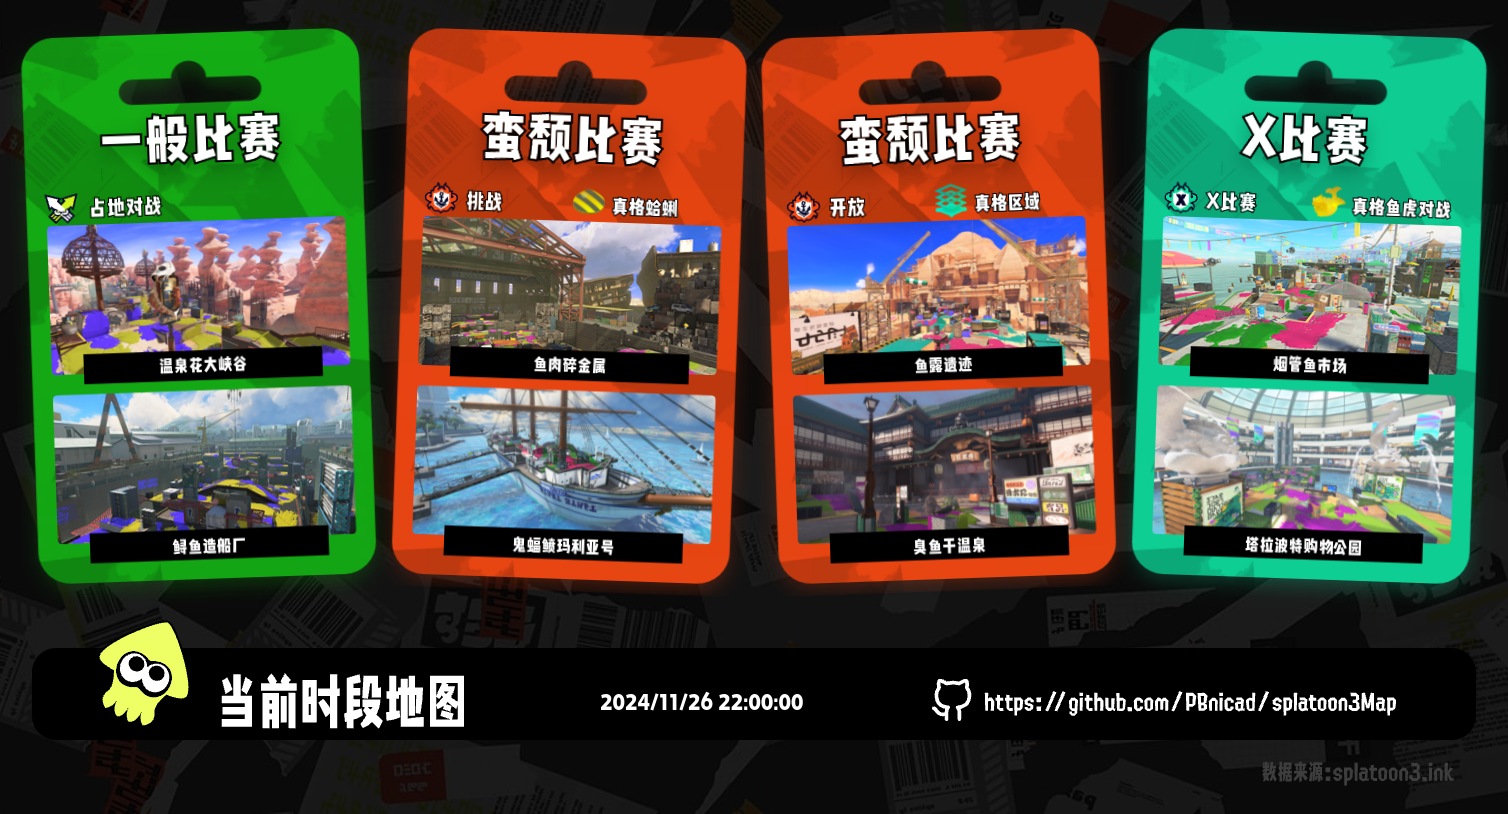 一般比赛
占地对战
温泉花大峡谷
鲟鱼造船厂
蛮颓比赛
挑战
真格蛤蜊
鱼肉碎金属
鬼蝠鲼玛利亚号
蛮颓比赛
开放
真格区域
鱼露遗迹
臭鱼干温泉
X比赛
X比赛
真格鱼虎对战
烟管鱼市场
塔拉波特购物公园
当前时段地图
2024/11/26 22:00:00
https://github.com/PBnicad/splatoon3Map
数据来源:splatoon3.ink